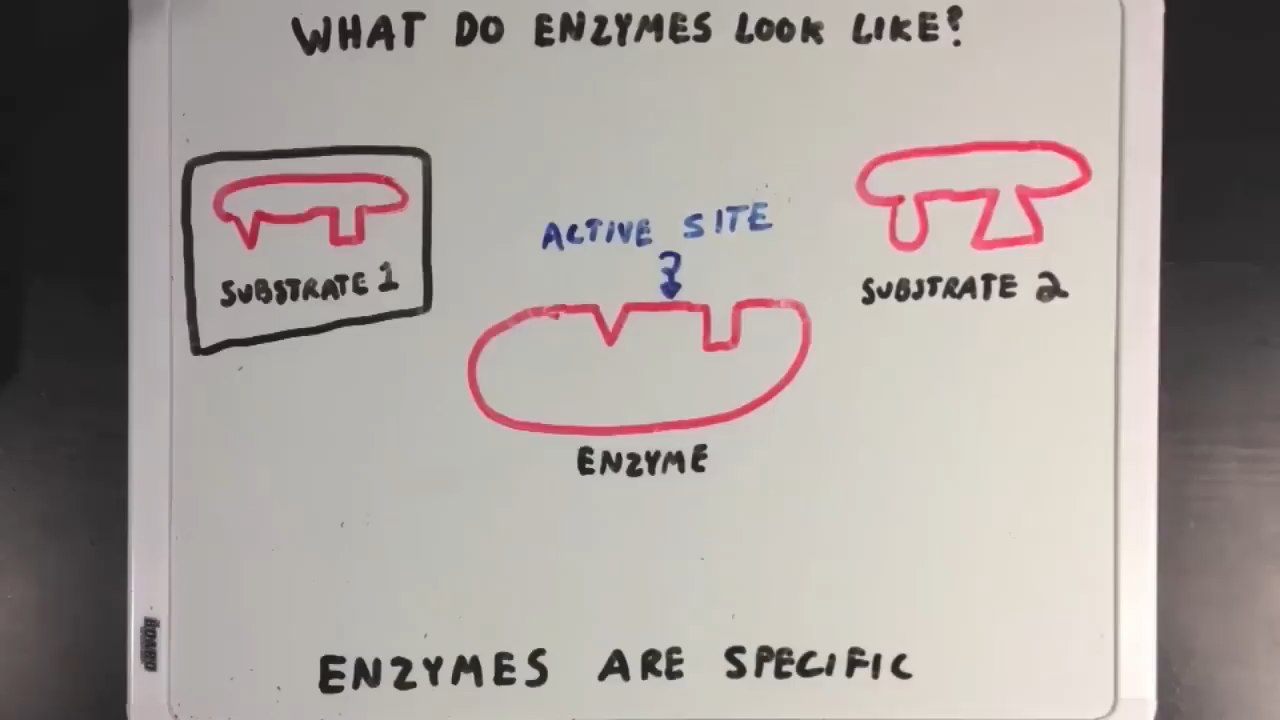 WHAT DO ENZYMES LOOK LIKE?
ACTIVE SITE
SUBSTRATE 1
SUBSTRATE 2
ENZYME
ENZYMES ARE SPECIFIC